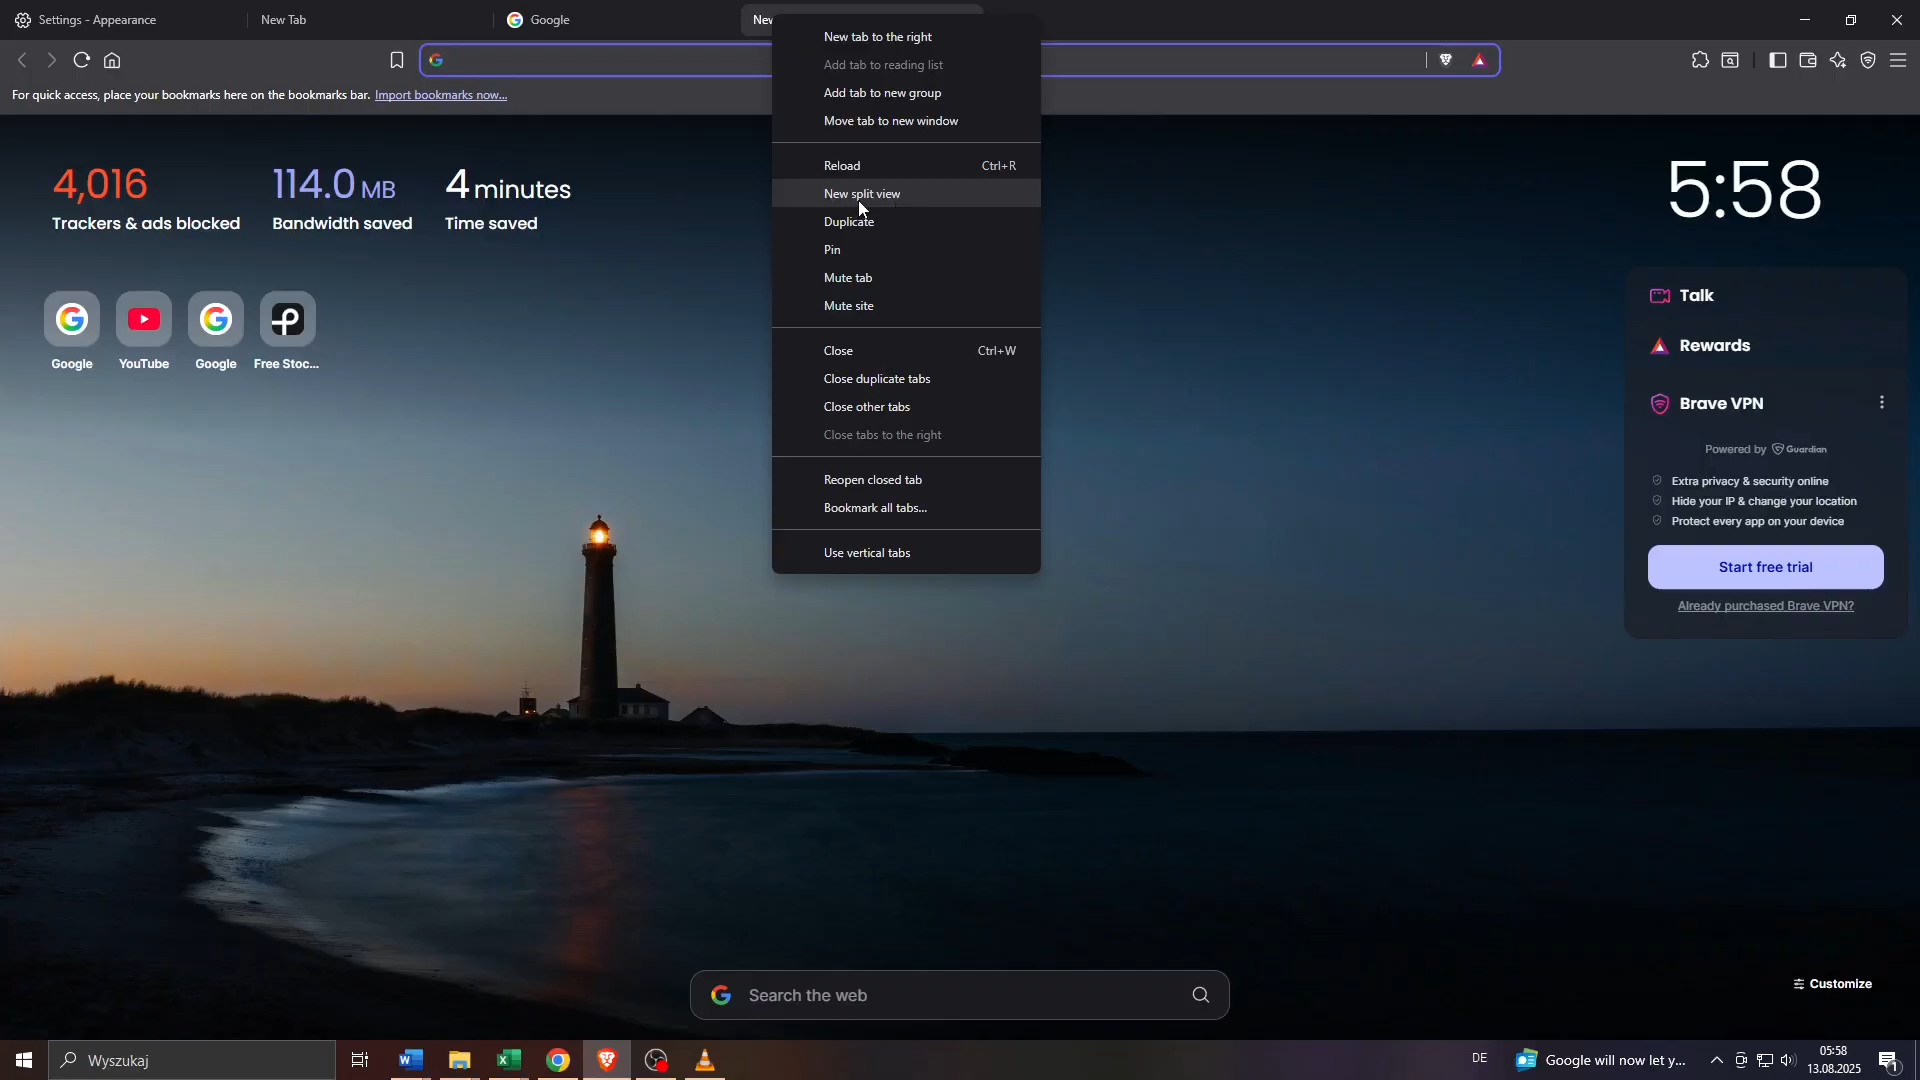 Settings - Appearance
New Tab
Google
New
For quick access, place your bookmarks here on the bookmarks bar. Import bookmarks now...
New tab to the right
Add tab to reading list
Add tab to new group
Move tab to new window
Reload Ctrl+R
New split view
Duplicate
Pin
Mute tab
Mute site
Close Ctrl+W
Close duplicate tabs
Close other tabs
Close tabs to the right
Reopen closed tab
Bookmark all tabs...
Use vertical tabs
4,016 114.0 MB 4 minutes
Trackers & ads blocked Bandwidth saved Time saved
Google YouTube Google Free Stoc...
5:58
Talk
Rewards
Brave VPN
Powered by Guardian
Extra privacy & security online
Hide your IP & change your location
Protect every app on your device
Start free trial
Already purchased Brave VPN?
Search the web
Customize
Wyszukaj
DE
Google will now let y...
05:58
13.08.2025
1